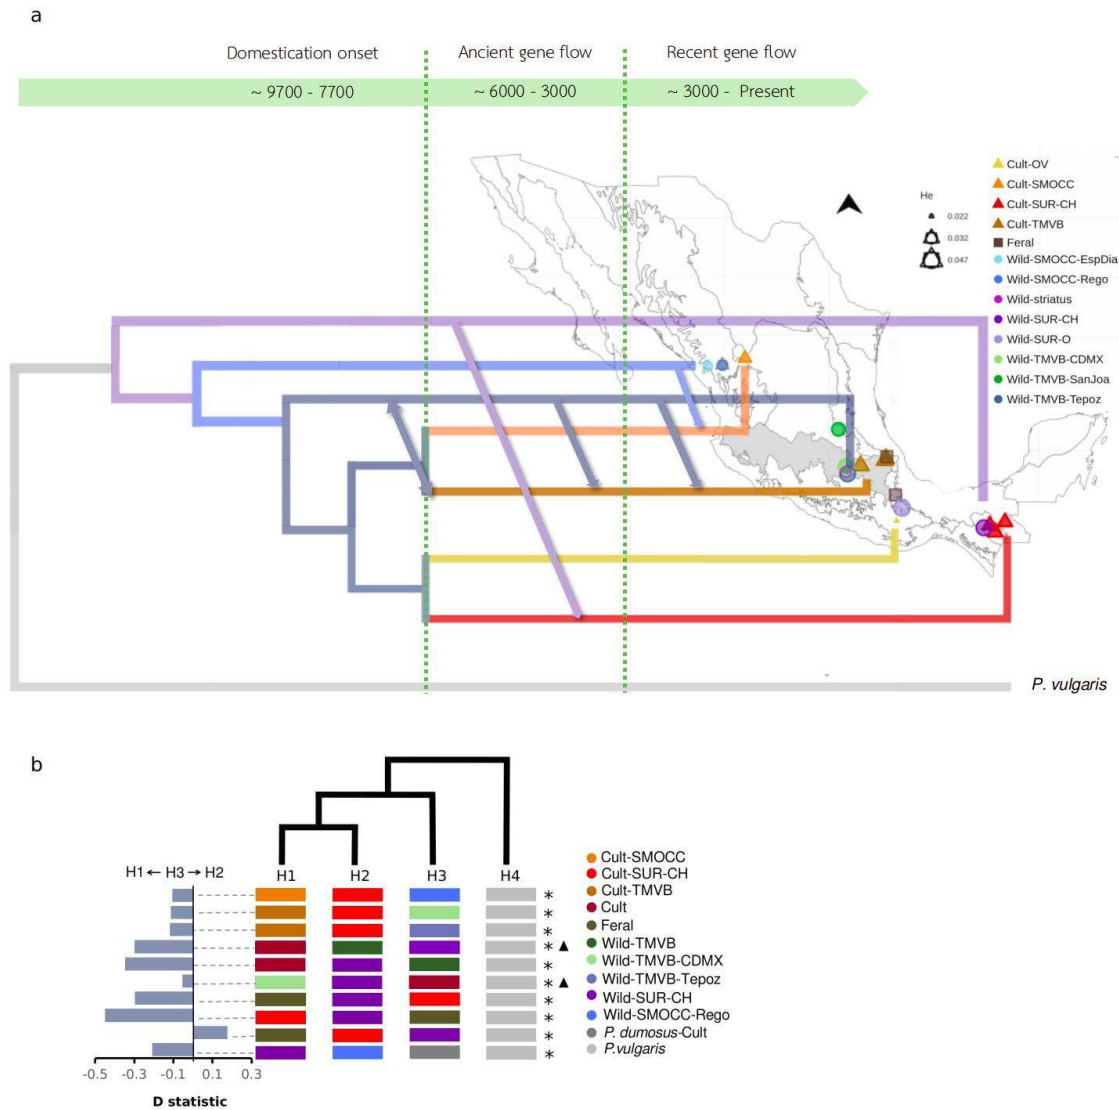 a
Domestication onset
Ancient gene flow
Recent gene flow
~ 9700 - 7700
~ 6000 - 3000
~ 3000 - Present
He
0.022
0.032
0.047
Cult-OV
Cult-SMOCC
Cult-SUR-CH
Cult-TMVB
Feral
Wild-SMOCC-EspDia
Wild-SMOCC-Rego
Wild-striatus
Wild-SUR-CH
Wild-SUR-O
Wild-TMVB-CDMX
Wild-TMVB-SanJoa
Wild-TMVB-Tepoz
P. vulgaris
b
H1 ← H3 → H2
H1
H2
H3
H4
*
*
*
* ▲
*
* ▲
*
*
*
*
-0.5 -0.3 -0.1 0.1 0.3
D statistic
Cult-SMOCC
Cult-SUR-CH
Cult-TMVB
Cult
Feral
Wild-TMVB
Wild-TMVB-CDMX
Wild-TMVB-Tepoz
Wild-SUR-CH
Wild-SMOCC-Rego
P. dumosus-Cult
P.vulgaris